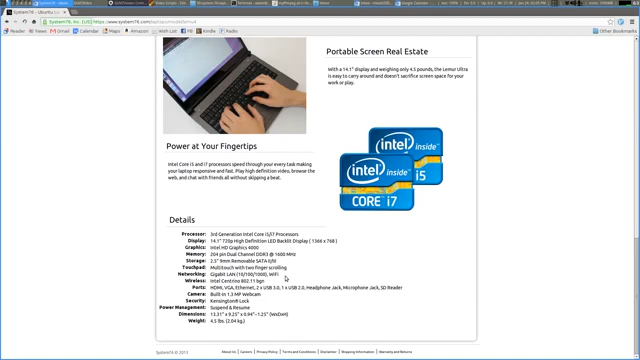 System76 - Ubuntu
System76, Inc. [US] https://www.system76.com
Reader
News
Gmail
Calendar
Maps
Amazon
Wish List
Facebook
Other Bookmarks
Portable Screen Real Estate
With a 14.1" display and weighing only 4.5 pounds, the Lemur Ultra
is easy to carry around and doesn't sacrifice screen space for your
work or play.
Power at Your Fingertips
Intel Core i5 and i7 processors speed through your every task making
your laptop responsive and fast. Play high definition video, browse the
web, and chat with friends all without skipping a beat.
intel inside™
i5
intel inside™
CORE™ i7
Details
Processor: 3rd Generation Intel Core i5/i7 Processors
Display: 14.1" 720p High Definition LED Backlit Display ( 1366 x 768 )
Graphics: Intel HD Graphics 4000
Memory: 204 pin Dual Channel DDR3 @ 1600 MHz
Storage: 2.5" 9mm Removable SATA II/III
Touchpad: Multitouch with two finger scrolling
Networking: Gigabit LAN (10/100/1000), WiFi
Wireless: Intel Centrino 802.11 bgn
Ports: HDMI, VGA, Ethernet, 2 x USB 3.0, 1 x USB 2.0, Headphone Jack, Microphone Jack, SD Reader
Camera: Built-in 1.3 MP Webcam
Security: Kensington® Lock
Power Management: Suspend & Resume
Dimensions: 13.31" x 9.25" x 0.94"~1.25" (WxDxH)
Weight: 4.5 lbs. (2.04 kg.)
System76 © 2013
About Us | Careers | Privacy Policy | Terms and Conditions | Disclaimer | Shipping Information | Warranty and Returns